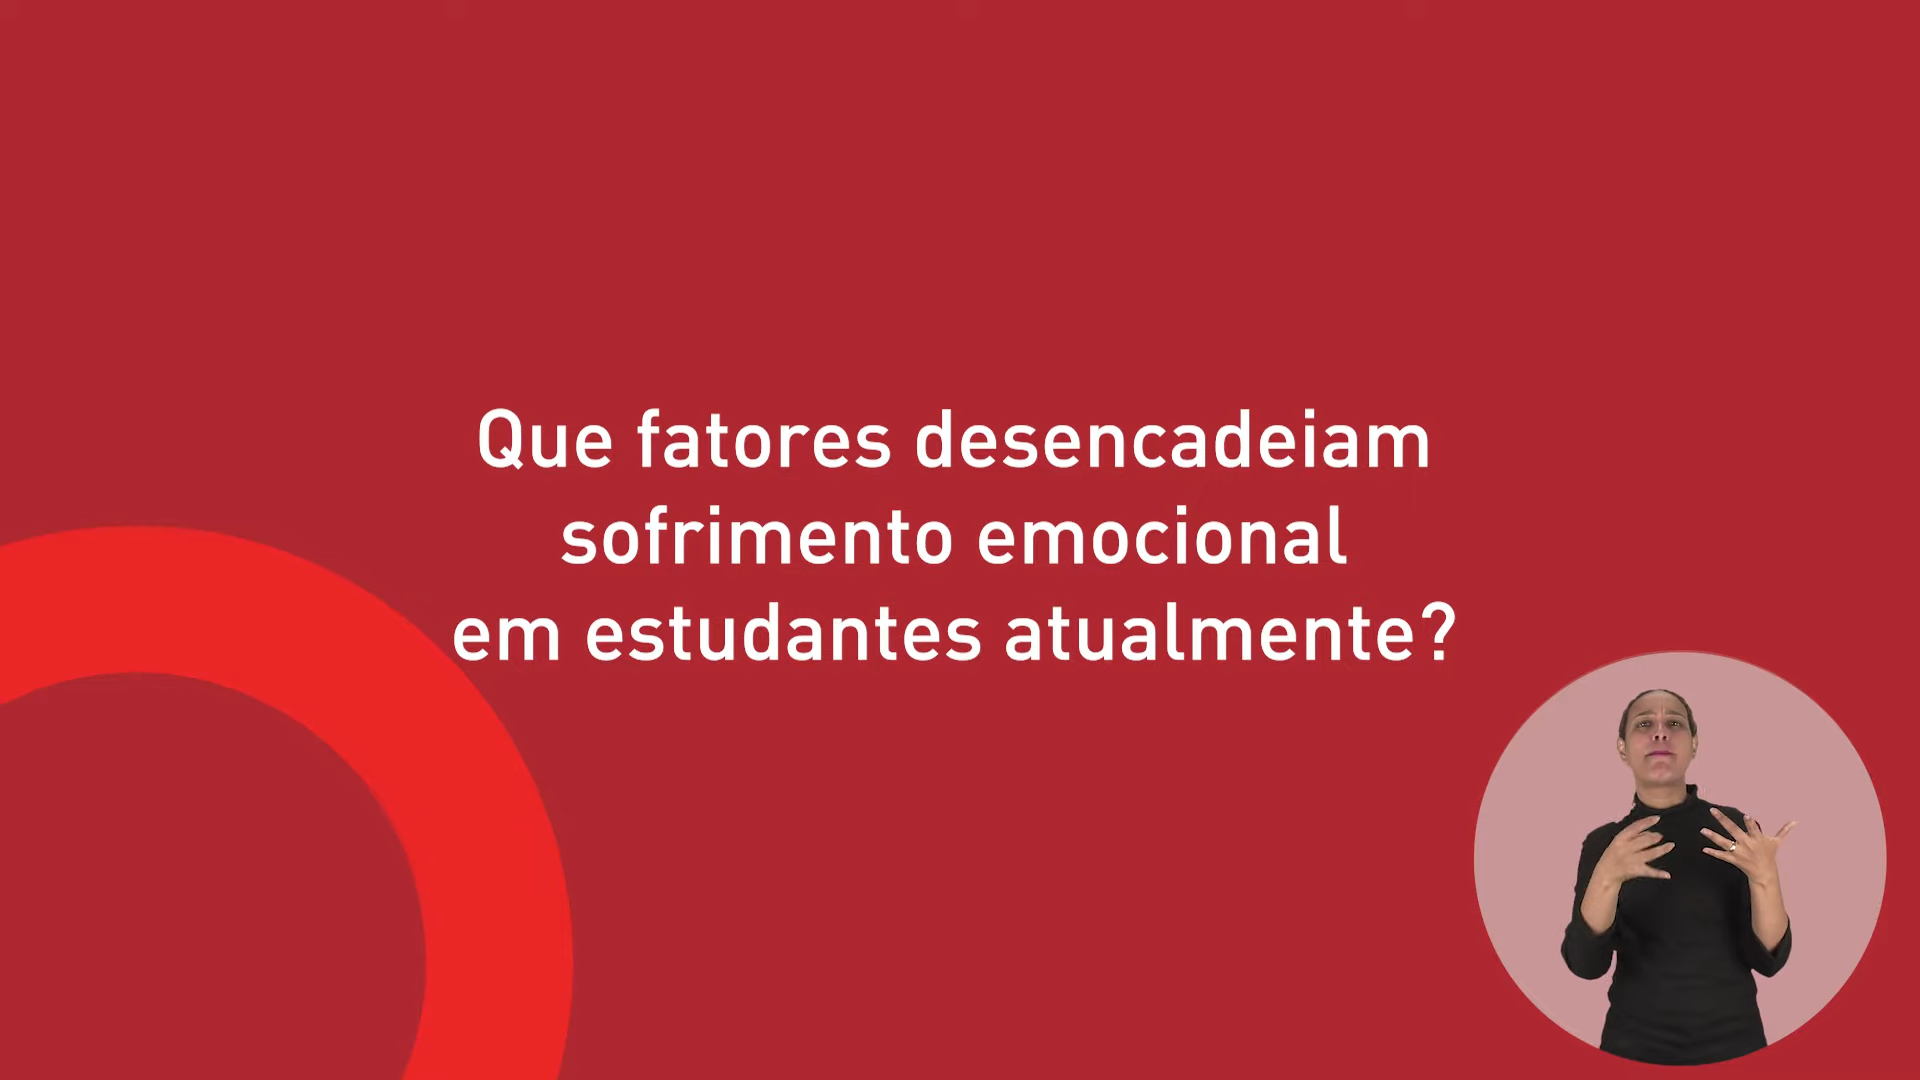 Que fatores desencadeiam
sofrimento emocional
em estudantes atualmente?